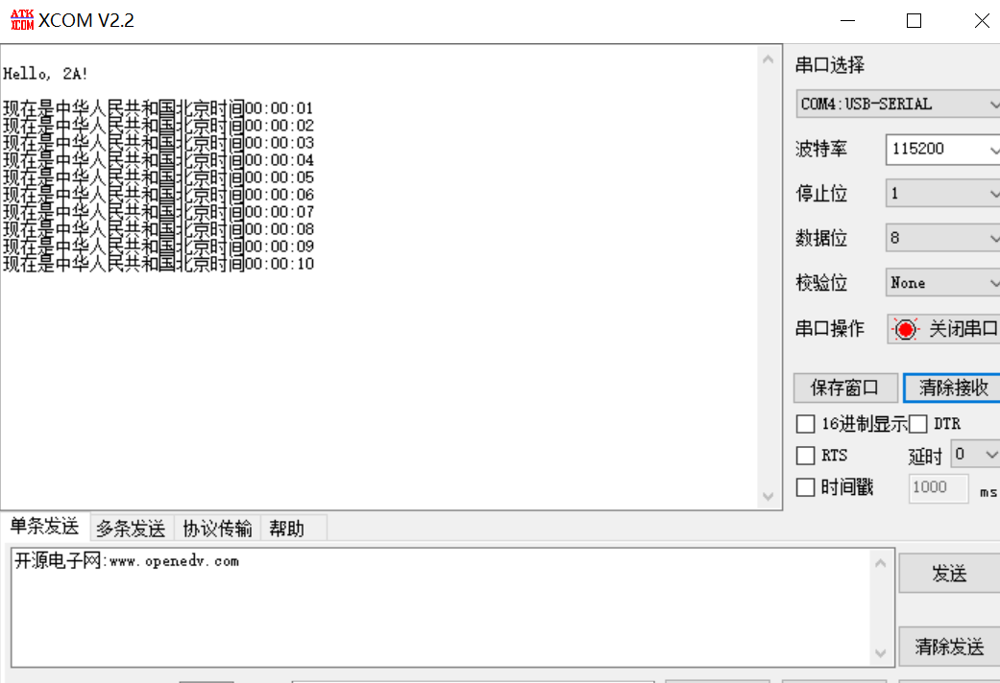 ATK XCOM XCOM V2.2
Hello, 2A!
现在是中华人民共和国北京时间00:00:01
现在是中华人民共和国北京时间00:00:02
现在是中华人民共和国北京时间00:00:03
现在是中华人民共和国北京时间00:00:04
现在是中华人民共和国北京时间00:00:05
现在是中华人民共和国北京时间00:00:06
现在是中华人民共和国北京时间00:00:07
现在是中华人民共和国北京时间00:00:08
现在是中华人民共和国北京时间00:00:09
现在是中华人民共和国北京时间00:00:10
串口选择
COM4:USB-SERIAL
波特率 115200
停止位 1
数据位 8
校验位 None
串口操作 关闭串口
保存窗口 清除接收
16进制显示 DTR
RTS 延时 0
时间戳 1000 ms
单条发送 多条发送 协议传输 帮助
开源电子网:www.openedv.com
发送
清除发送